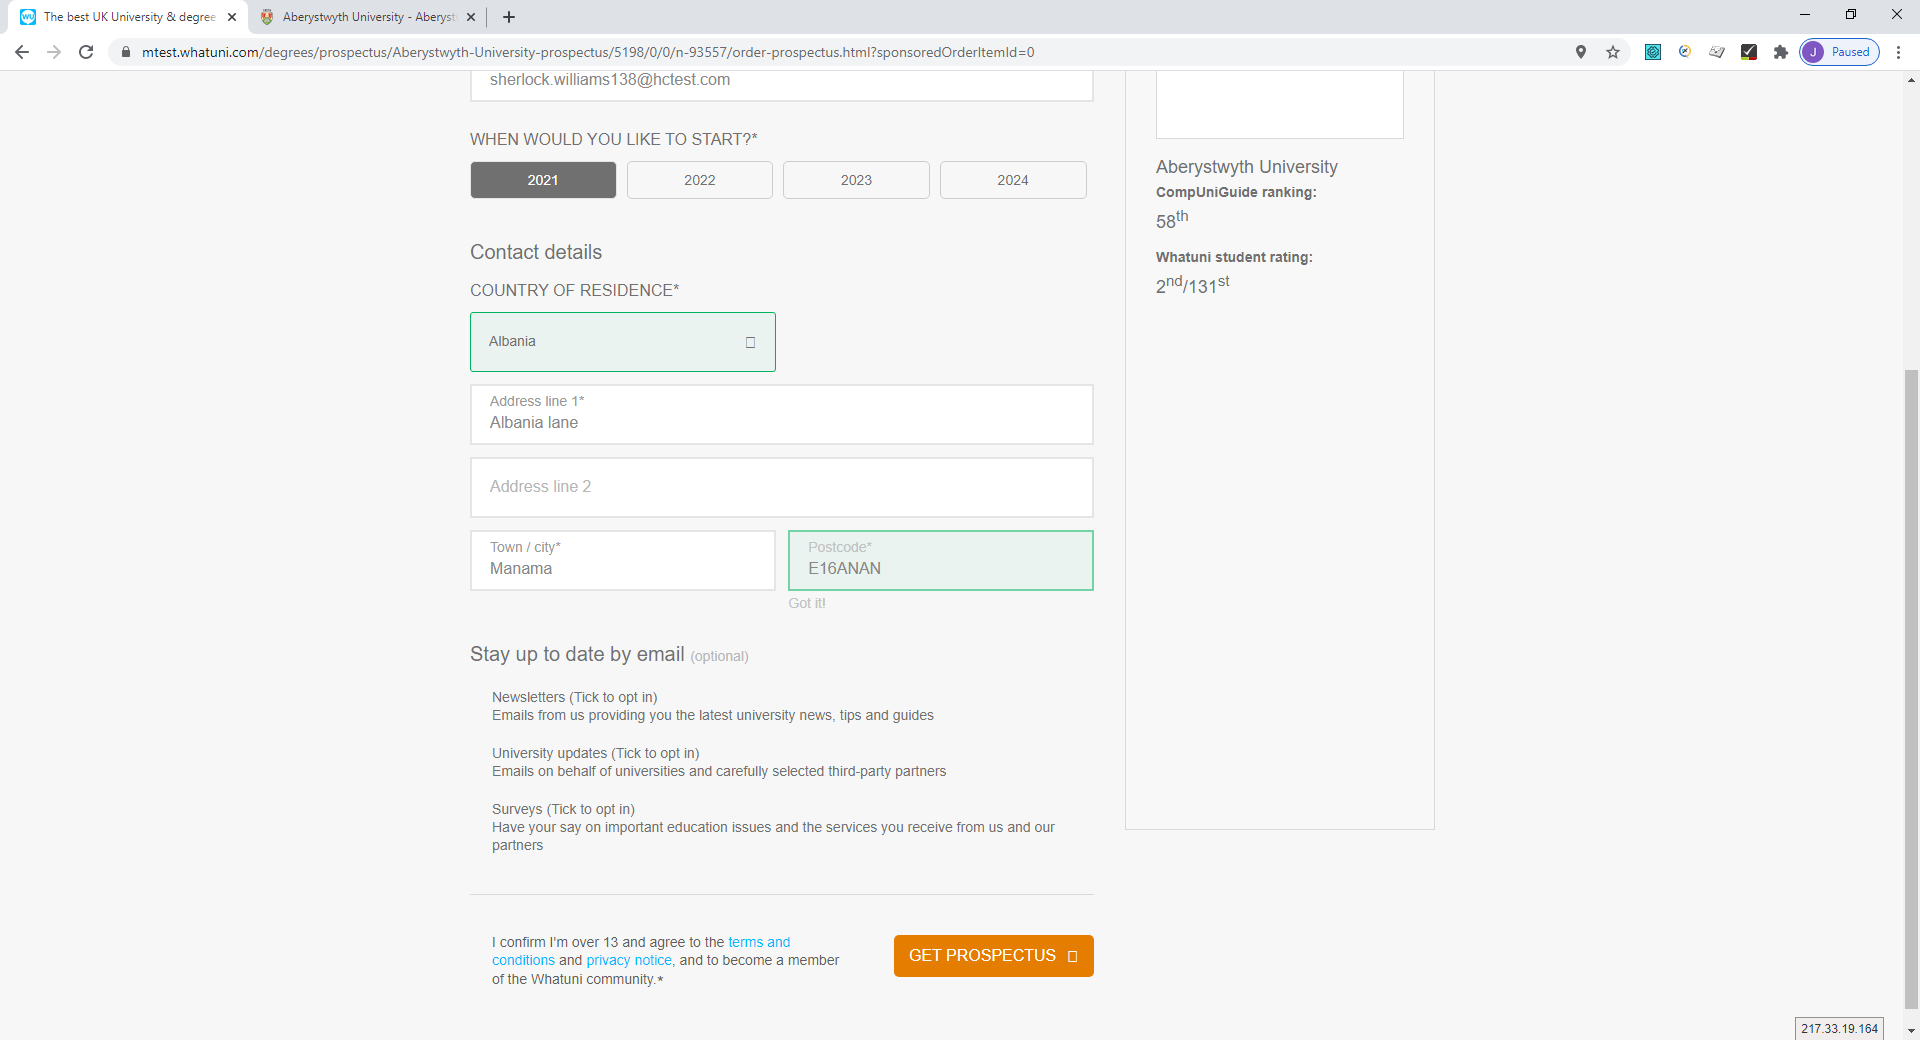 The best UK University & degree
Aberystwyth University - Aberyst
mtest.whatuni.com/degrees/prospectus/Aberystwyth-University-prospectus/5198/0/0/n-93557/order-prospectus.html?sponsoredOrderItemId=0
J Paused
sherlock.williams138@hctest.com
WHEN WOULD YOU LIKE TO START?*
2021 2022 2023 2024
Contact details
COUNTRY OF RESIDENCE*
Albania
Address line 1*
Albania lane
Address line 2
Town / city*
Manama
Postcode*
E16ANAN
Got it!
Stay up to date by email (optional)
Newsletters (Tick to opt in)
Emails from us providing you the latest university news, tips and guides
University updates (Tick to opt in)
Emails on behalf of universities and carefully selected third-party partners
Surveys (Tick to opt in)
Have your say on important education issues and the services you receive from us and our
partners
I confirm I'm over 13 and agree to the terms and
conditions and privacy notice, and to become a member
of the Whatuni community.*
GET PROSPECTUS
Aberystwyth University
CompUniGuide ranking:
58th
Whatuni student rating:
2nd/131st
217.33.19.164